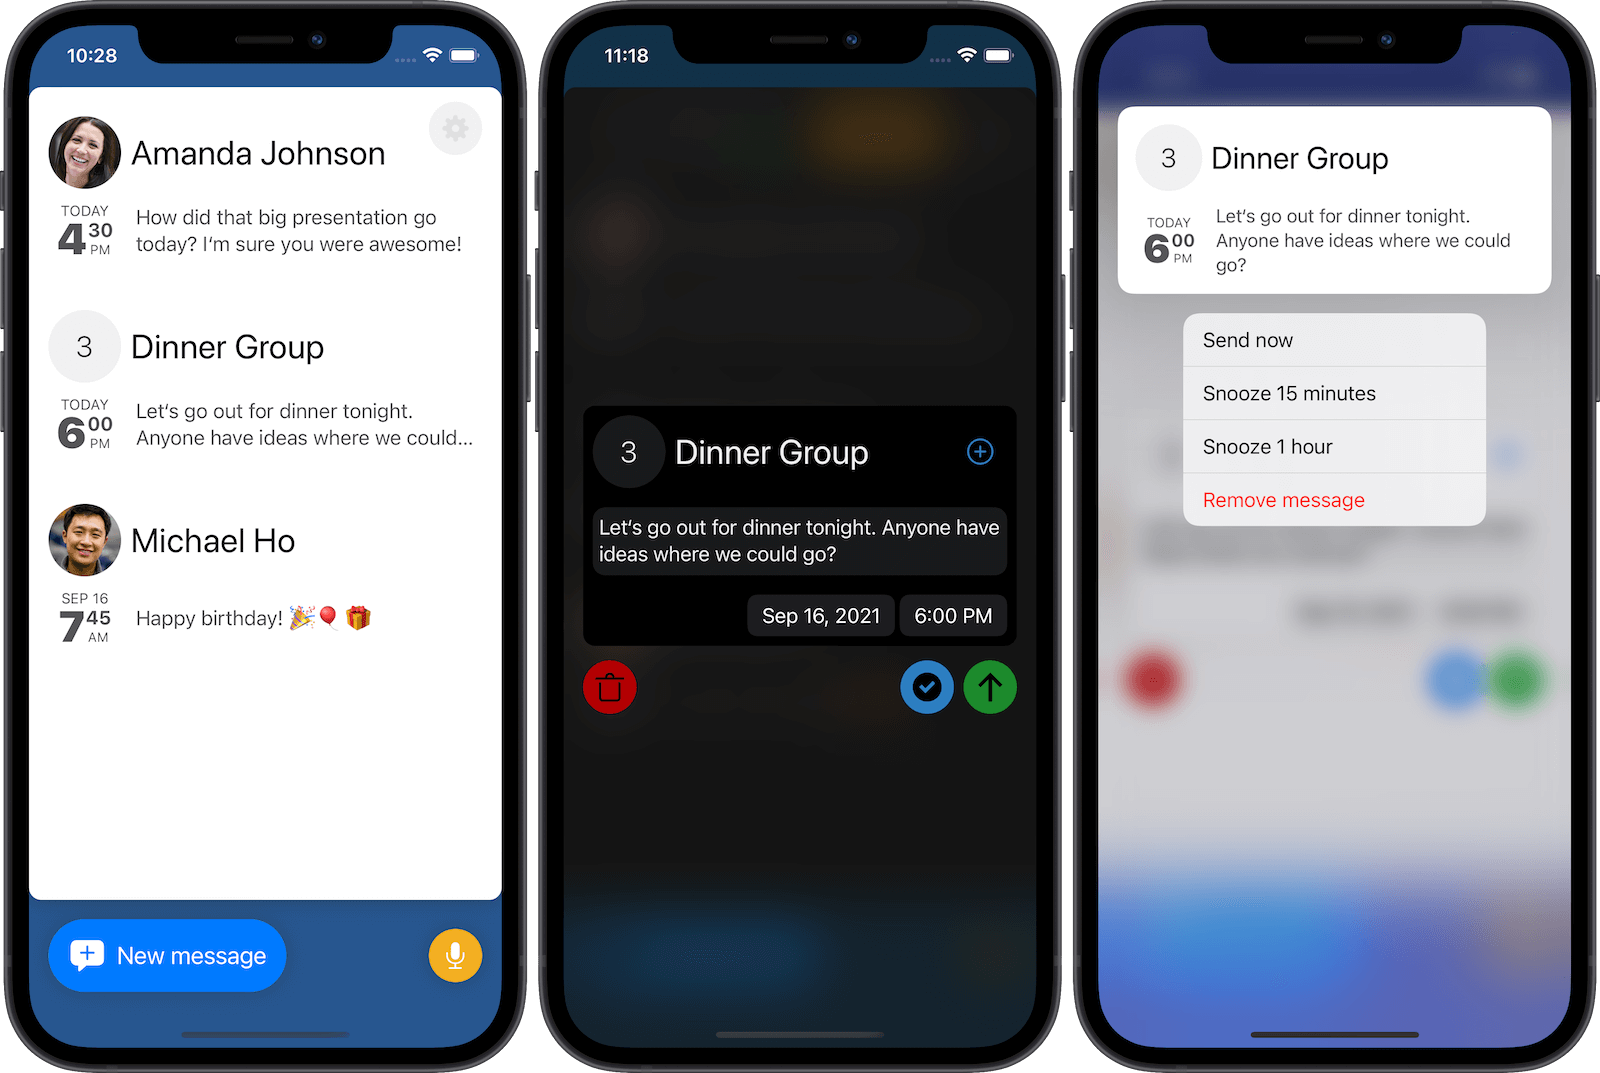 10:28
Amanda Johnson
TODAY
4 30 PM
How did that big presentation go
today? I'm sure you were awesome!
3
Dinner Group
TODAY
6 00 PM
Let's go out for dinner tonight.
Anyone have ideas where we could...
Michael Ho
SEP 16
7 45 AM
Happy birthday! 🎉🎈🎁
New message
11:18
3
Dinner Group
Let's go out for dinner tonight. Anyone have
ideas where we could go?
Sep 16, 2021
6:00 PM
3
Dinner Group
TODAY
6 00 PM
Let's go out for dinner tonight.
Anyone have ideas where we could
go?
Send now
Snooze 15 minutes
Snooze 1 hour
Remove message